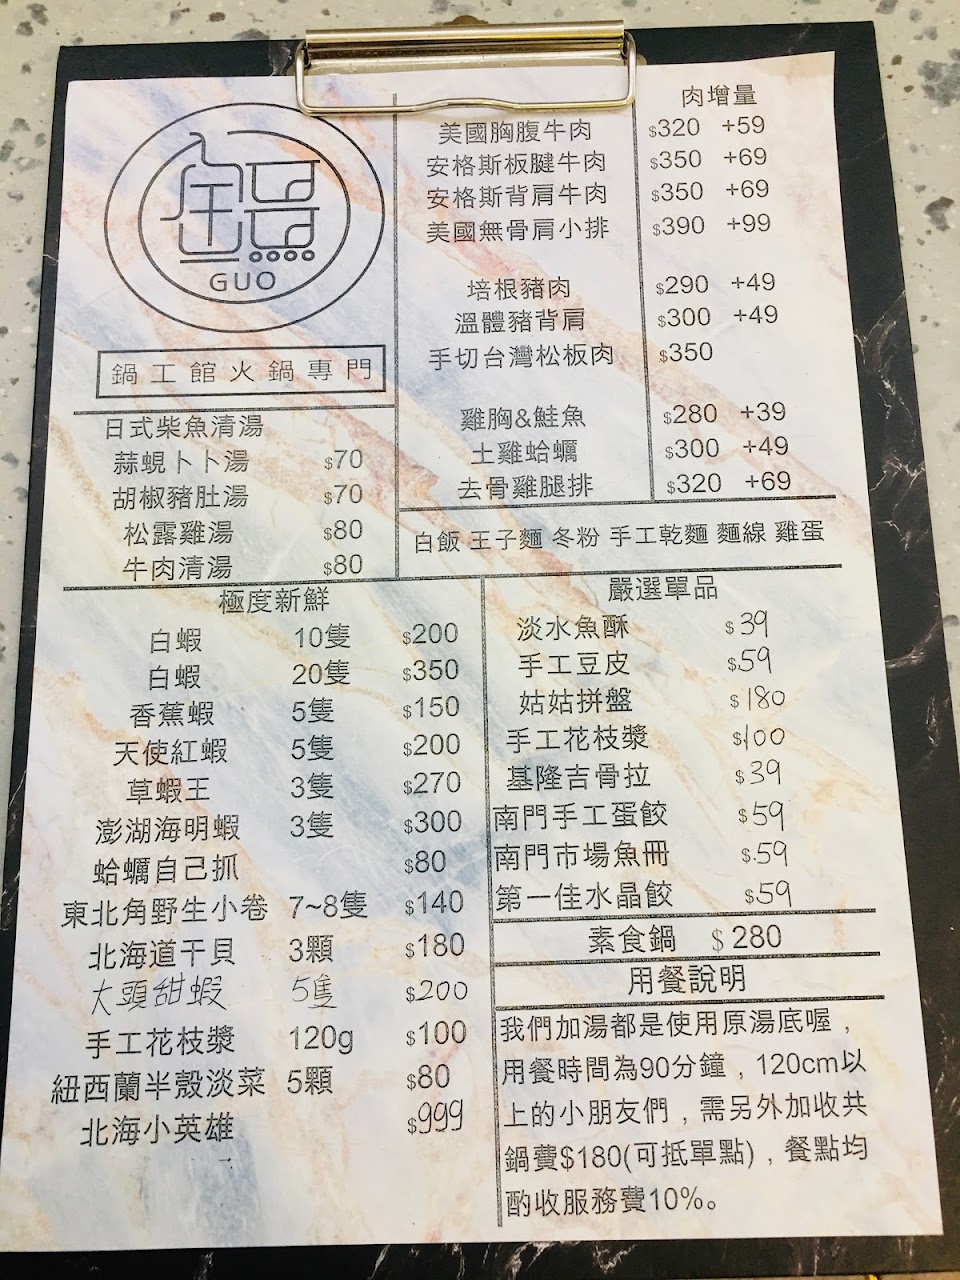 鍋
GUO
鍋工館火鍋專門
日式柴魚清湯
蒜蜆卜卜湯 $70
胡椒豬肚湯 $70
松露雞湯 $80
牛肉清湯 $80
肉增量
美國胸腹牛肉 $320 +59
安格斯板腱牛肉 $350 +69
安格斯背肩牛肉 $350 +69
美國無骨肩小排 $390 +99
培根豬肉 $290 +49
溫體豬背肩 $300 +49
手切台灣松板肉 $350
雞胸&鮭魚 $280 +39
土雞蛤蠣 $300 +49
去骨雞腿排 $320 +69
白飯 王子麵 冬粉 手工乾麵 麵線 雞蛋
極度新鮮
白蝦 10隻 $200
白蝦 20隻 $350
香蕉蝦 5隻 $150
天使紅蝦 5隻 $200
草蝦王 3隻 $270
澎湖海明蝦 3隻 $300
蛤蠣自己抓 $80
東北角野生小卷 7~8隻 $140
北海道干貝 3顆 $180
大頭甜蝦 5隻 $200
手工花枝漿 120g $100
紐西蘭半殼淡菜 5顆 $80
北海小英雄 $999
嚴選單品
淡水魚酥 $39
手工豆皮 $59
姑姑拼盤 $180
手工花枝漿 $100
基隆吉骨拉 $39
南門手工蛋餃 $59
南門市場魚冊 $59
第一佳水晶餃 $59
素食鍋 $280
用餐說明
我們加湯都是使用原湯底喔，
用餐時間為90分鐘，120cm以
上的小朋友們，需另外加收共
鍋費$180(可抵單點)，餐點均
酌收服務費10%。